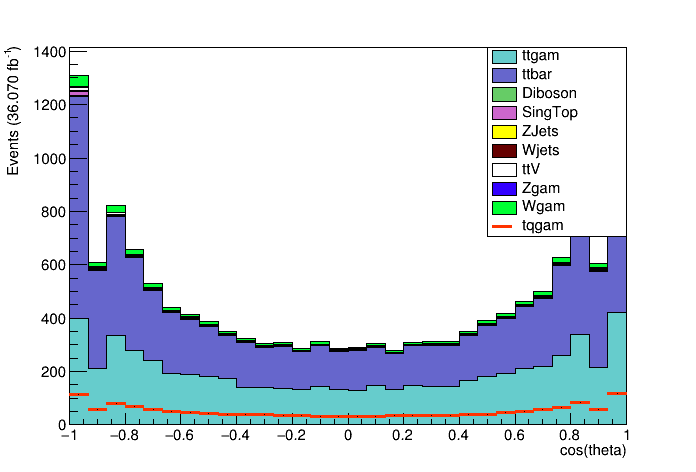 Events (36.070 fb⁻¹)
1400
1200
1000
800
600
400
200
0
ttgam
ttbar
Diboson
SingTop
ZJets
Wjets
ttV
Zgam
Wgam
tqgam
−1 −0.8 −0.6 −0.4 −0.2 0 0.2 0.4 0.6 0.8 1
cos(theta)